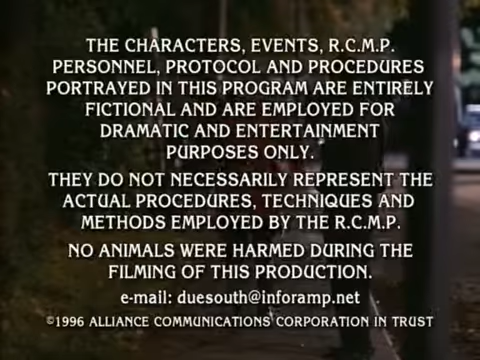 THE CHARACTERS, EVENTS, R.C.M.P.
PERSONNEL, PROTOCOL AND PROCEDURES
PORTRAYED IN THIS PROGRAM ARE ENTIRELY
FICTIONAL AND ARE EMPLOYED FOR
DRAMATIC AND ENTERTAINMENT
PURPOSES ONLY.
THEY DO NOT NECESSARILY REPRESENT THE
ACTUAL PROCEDURES, TECHNIQUES AND
METHODS EMPLOYED BY THE R.C.M.P.
NO ANIMALS WERE HARMED DURING THE
FILMING OF THIS PRODUCTION.
e-mail: duesouth@inforamp.net
©1996 ALLIANCE COMMUNICATIONS CORPORATION IN TRUST